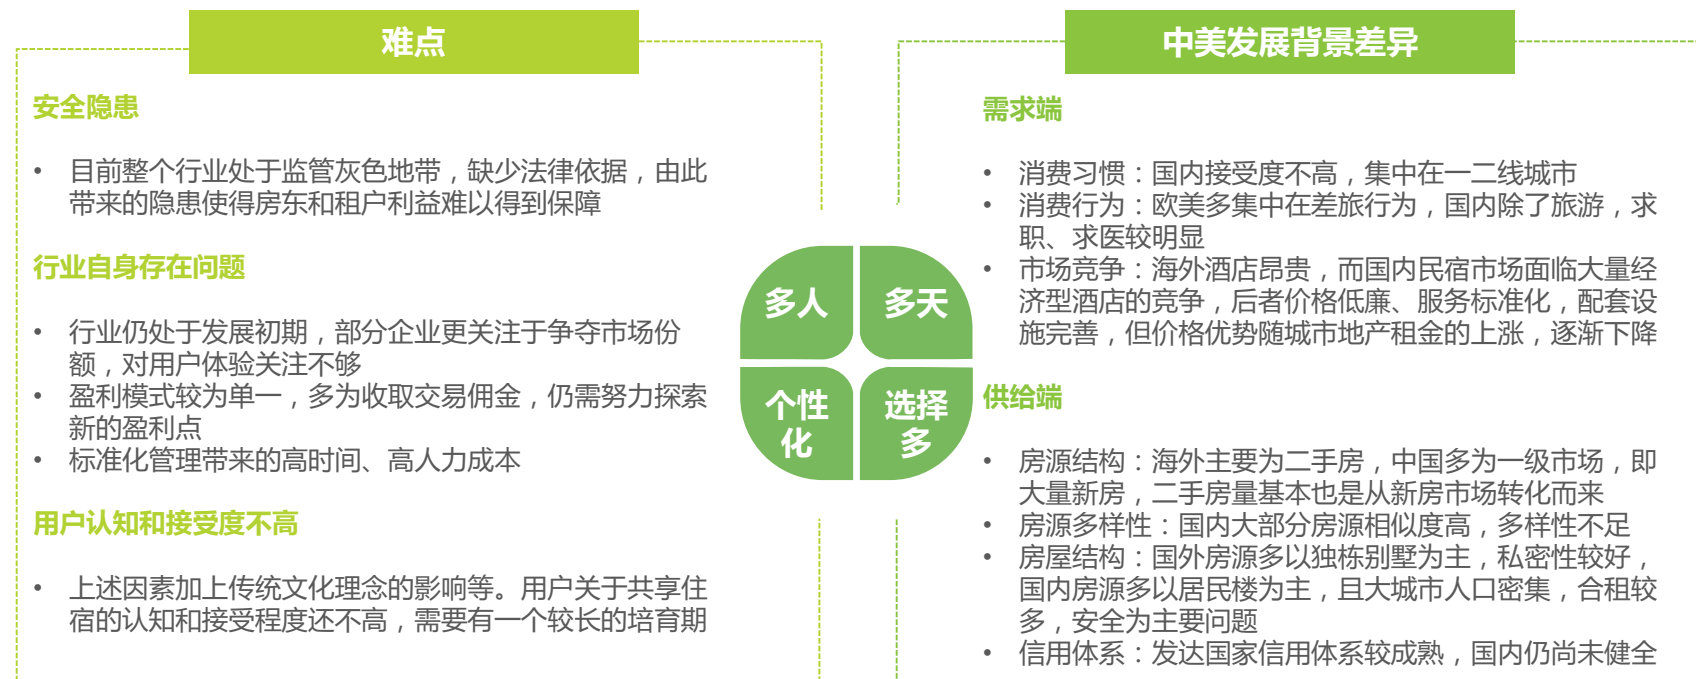 难点
安全隐患
• 目前整个行业处于监管灰色地带，缺少法律依据，由此
带来的隐患使得房东和租户利益难以得到保障
行业自身存在问题
• 行业仍处于发展初期，部分企业更关注于争夺市场份
额，对用户体验关注不够
• 盈利模式较为单一，多为收取交易佣金，仍需努力探索
新的盈利点
• 标准化管理带来的高时间、高人力成本
用户认知和接受度不高
• 上述因素加上传统文化理念的影响等。用户关于共享住
宿的认知和接受程度还不高，需要有一个较长的培育期
多人
多天
个性
化
选择
多
中美发展背景差异
需求端
• 消费习惯：国内接受度不高，集中在一二线城市
• 消费行为：欧美多集中在差旅行为，国内除了旅游，求
职、求医较明显
• 市场竞争：海外酒店昂贵，而国内民宿市场面临大量经
济型酒店的竞争，后者价格低廉、服务标准化，配套设
施完善，但价格优势随城市地产租金的上涨，逐渐下降
供给端
• 房源结构：海外主要为二手房，中国多为一级市场，即
大量新房，二手房量基本也是从新房市场转化而来
• 房源多样性：国内大部分房源相似度高，多样性不足
• 房屋结构：国外房源多以独栋别墅为主，私密性较好，
国内房源多以居民楼为主，且大城市人口密集，合租较
多，安全为主要问题
• 信用体系：发达国家信用体系较成熟，国内仍尚未健全